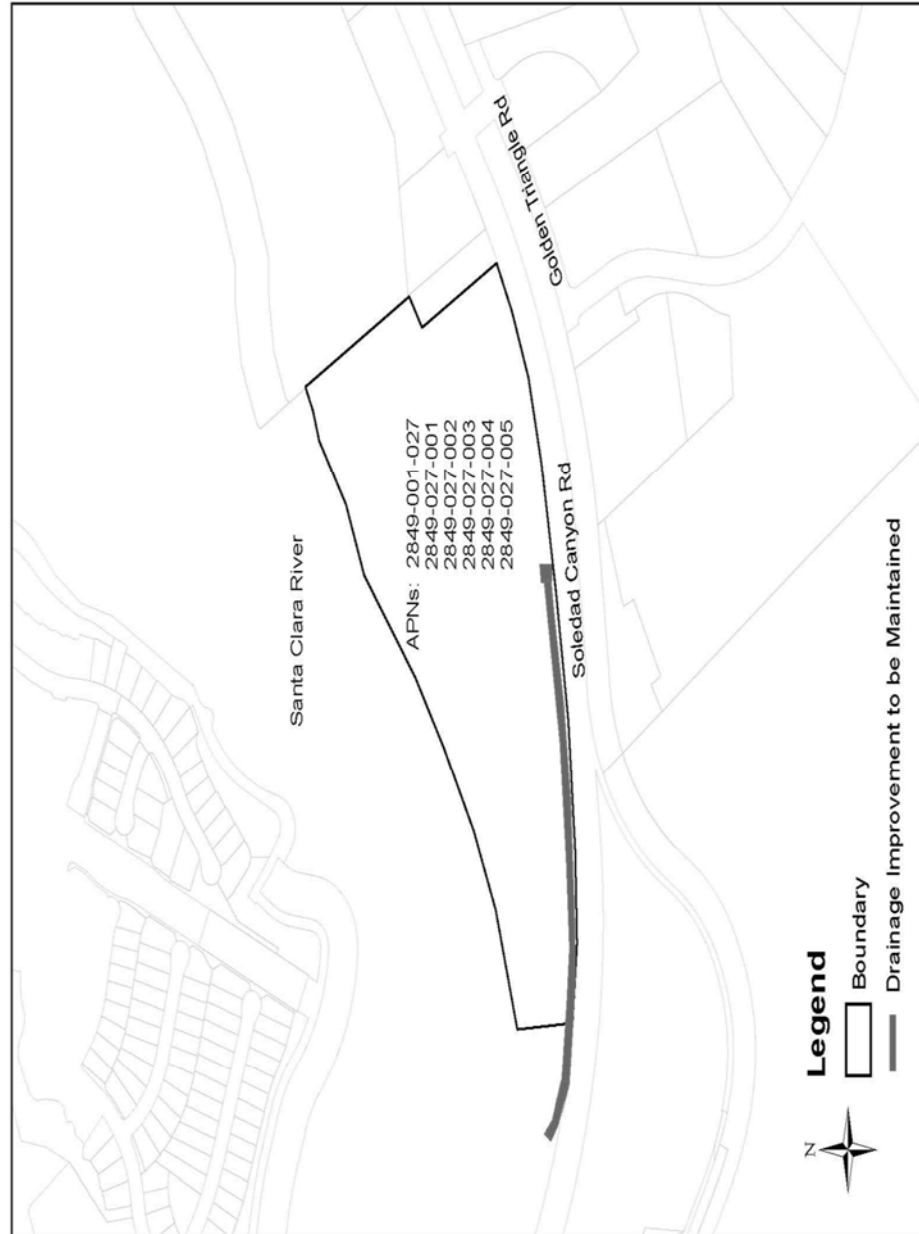 Santa Clara River
APNs: 2849-001-027
2849-027-001
2849-027-002
2849-027-003
2849-027-004
2849-027-005
Golden Triangle Rd
Soledad Canyon Rd
N
Legend
Boundary
Drainage Improvement to be Maintained